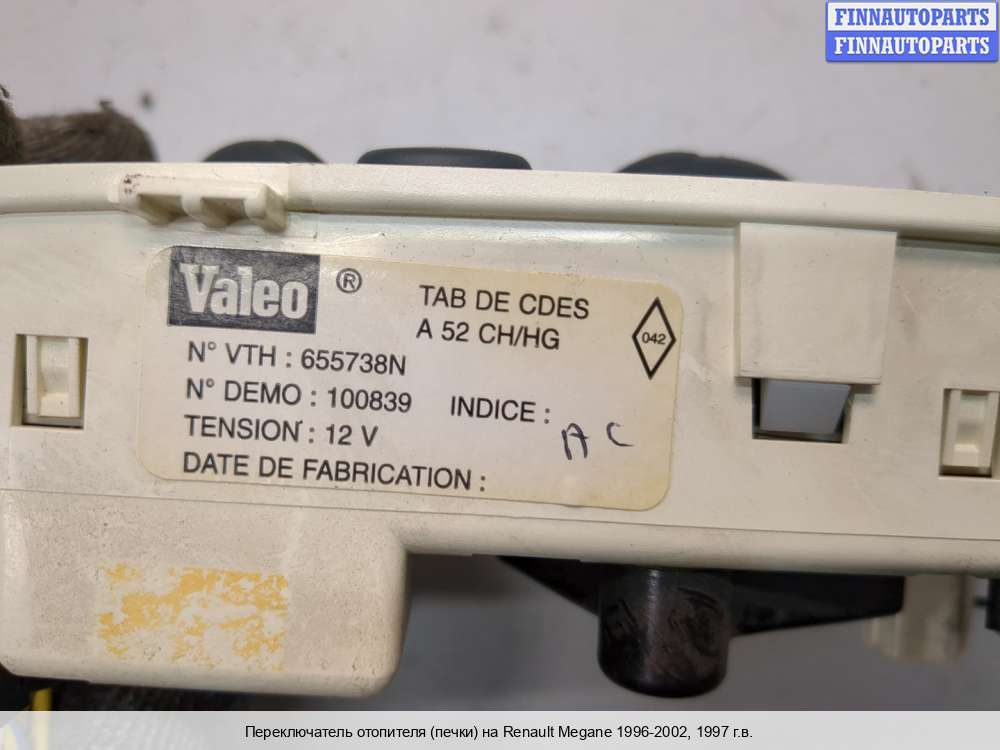 FINNAUTOPARTS
FINNAUTOPARTS
Valeo ®
TAB DE CDES
A 52 CH/HG
042
N° VTH : 655738N
N° DEMO : 100839
INDICE : AC
TENSION : 12 V
DATE DE FABRICATION :
Переключатель отопителя (печки) на Renault Megane 1996-2002, 1997 г.в.